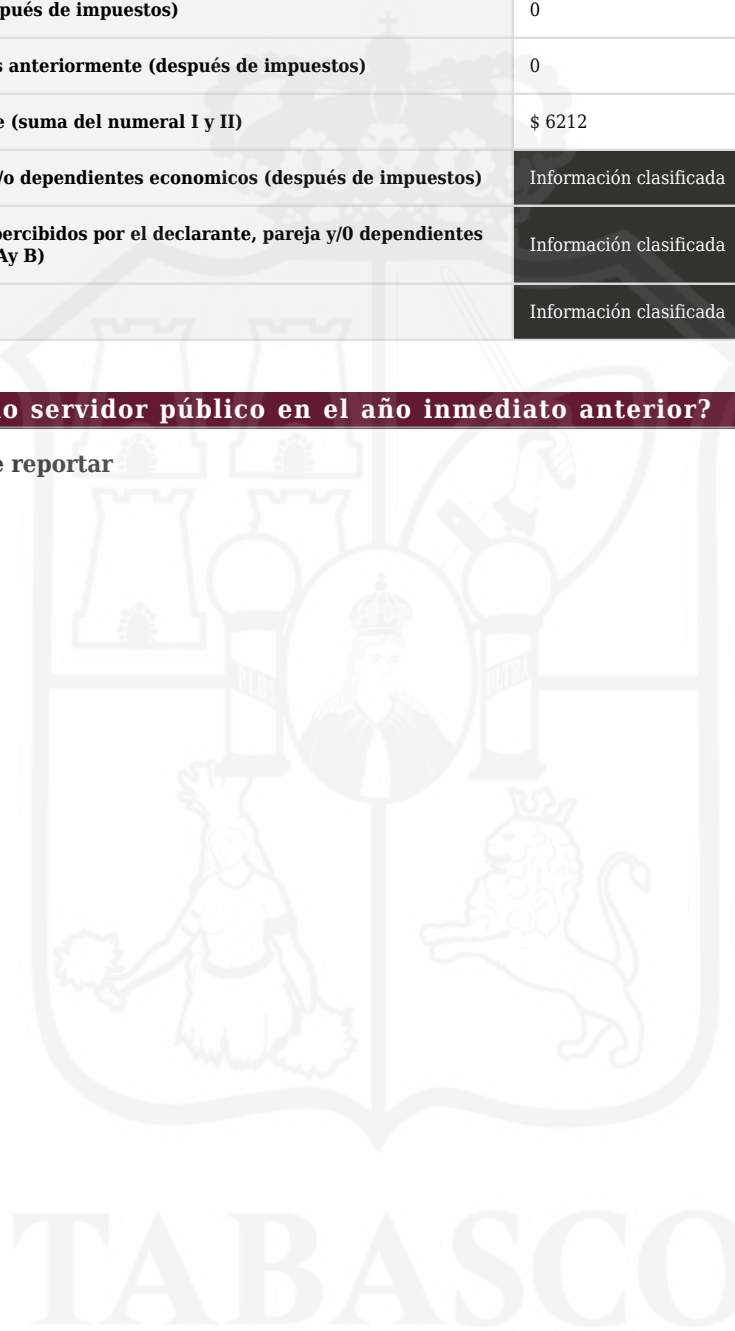 pués de impuestos)
0
s anteriormente (después de impuestos)
0
e (suma del numeral I y II)
$ 6212
/o dependientes economicos (después de impuestos)
Información clasificada
percibidos por el declarante, pareja y/0 dependientes
Ay B)
Información clasificada
Información clasificada
o servidor público en el año inmediato anterior?
e reportar
PLUS
ULTRA
TABASCO